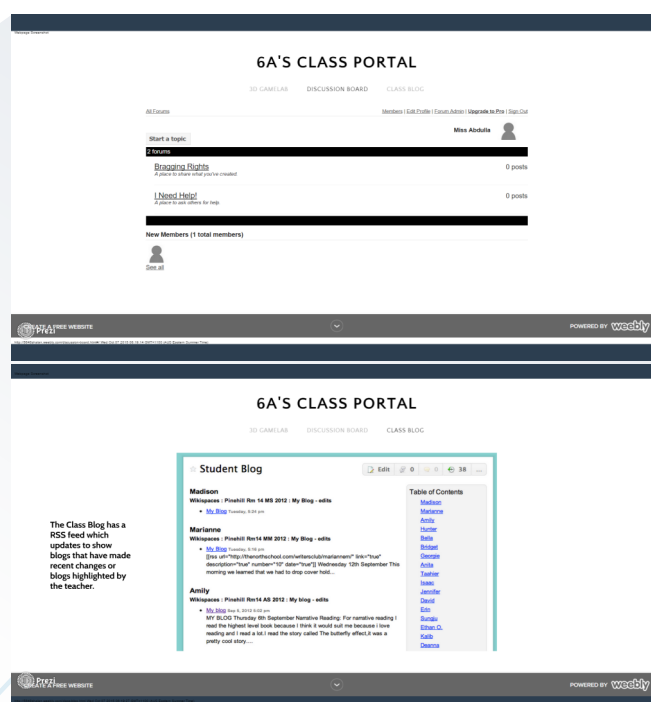 Webpage Screenshot
6A'S CLASS PORTAL
3D GAMELAB DISCUSSION BOARD CLASS BLOG
All Forums
Members | Edit Profile | Forum Admin | Upgrade to Pro | Sign Out
Miss Abdulla
Start a topic
2 forums
Bragging Rights 0 posts
A place to share what you've created
I Need Help! 0 posts
A place to ask others for help.
New Members (1 total members)
See all
CREATE A FREE WEBSITE
Prezi
POWERED BY weebly
6A'S CLASS PORTAL
3D GAMELAB DISCUSSION BOARD CLASS BLOG
The Class Blog has a
RSS feed which
updates to show
blogs that have made
recent changes or
blogs highlighted by
the teacher.
Student Blog
Edit 0 0 38 ...
Madison
Wikispaces : Pinehill Rm 14 MS 2012 : My Blog - edits
• My Blog Tuesday, 8:24 pm
Marianne
Wikispaces : Pinehill Rm14 MM 2012 : My blog - edits
• My Blog Tuesday, 8:18 pm
[[rss url="http://thenorthschool.com/writersclub/mariannem/" link="true"
description="true" number="10" date="true"]] Wednesday 12th September This
morning we learned that we had to drop cover hold...
Amily
Wikispaces : Pinehill Rm14 AS 2012 : My blog - edits
• My blog Sep 5, 2012 5:02 pm
MY BLOG Thursday 6th September Narrative Reading: For narrative reading I
read the highest level book because I think it would suit me because i love
reading and I read a lot.I read the story called The butterfly effect,it was a
pretty cool story....
Table of Contents
Madison
Marianne
Amily
Hunter
Bella
Bridget
Georgie
Anita
Tashler
Isaac
Jennifer
David
Erin
Sungju
Ethan O.
Kalib
Deanna
Prezi
CREATE A FREE WEBSITE
POWERED BY weebly